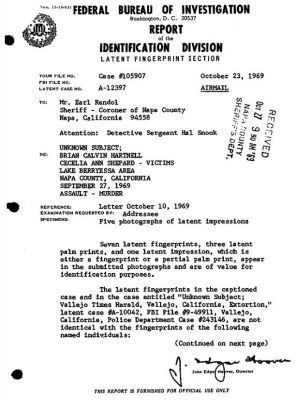 FEDERAL BUREAU OF INVESTIGATION
Washington, D. C. 20537
REPORT
of the
IDENTIFICATION DIVISION
LATENT FINGERPRINT SECTION
YOUR FILE NO. Case #105907 October 23, 1969
FBI FILE NO.
LATENT CASE NO. A-12397 AIRMAIL
TO: Mr. Earl Randol
Sheriff - Coroner of Napa County
Napa, California 94558
Attention: Detective Sergeant Hal Snook
RECEIVED
OCT 27 9 50 AM '69
NAPA COUNTY
SHERIFF'S DEPT.
UNKNOWN SUBJECT;
RE: BRIAN CALVIN HARTNELL
CECELIA ANN SHEPARD - VICTIMS
LAKE BERRYESSA AREA
NAPA COUNTY, CALIFORNIA
SEPTEMBER 27, 1969
ASSAULT - MURDER
REFERENCE: Letter October 10, 1969
EXAMINATION REQUESTED BY: Addressee
SPECIMENS: Five photographs of latent impressions
Seven latent fingerprints, three latent
palm prints, and one latent impression, which is
either a fingerprint or a partial palm print, appear
in the submitted photographs and are of value for
identification purposes.
The latent fingerprints in the captioned
case and in the case entitled "Unknown Subject;
Vallejo Times Herald, Vallejo, California, Extortion,"
latent case #A-10042, FBI File #9-49911, Vallejo,
California, Police Department Case #243146, are not
identical with the fingerprints of the following
named individuals:
(Continued on next page)
J. Edgar Hoover
John Edgar Hoover, Director
THIS REPORT IS FURNISHED FOR OFFICIAL USE ONLY